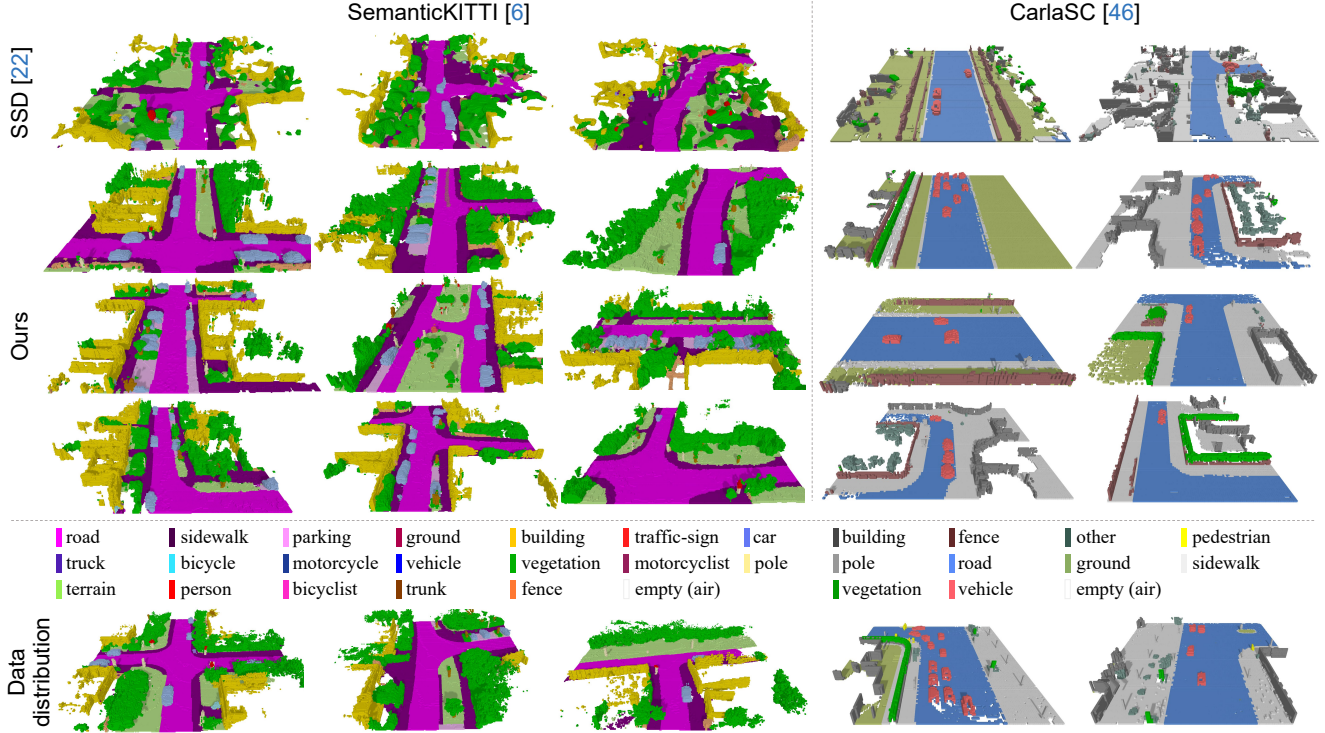 SemanticKITTI [6]
CarlaSC [46]
SSD [22]
Ours
road
sidewalk
parking
ground
building
traffic-sign
car
truck
bicycle
motorcycle
vehicle
vegetation
motorcyclist
pole
terrain
person
bicyclist
trunk
fence
empty (air)
building
fence
other
pedestrian
pole
road
ground
sidewalk
vegetation
vehicle
empty (air)
Data
distribution